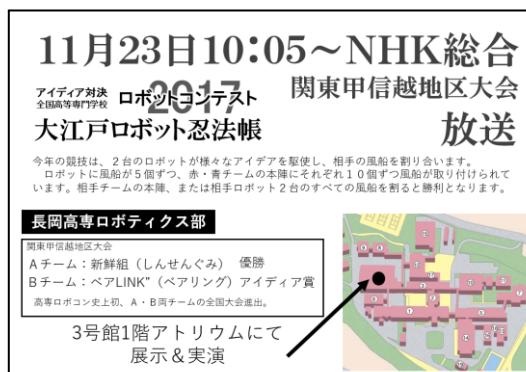 11月23日10:05～NHK総合
アイディア対決
全国高等専門学校
ロボットコンテスト
2017
関東甲信越地区大会
大江戸ロボット忍法帳
放送
今年の競技は、２台のロボットが様々なアイデアを駆使し、相手の風船を割り合います。
ロボットに風船が５個ずつ、赤・青チームの本陣にそれぞれ１０個ずつ風船が取り付けられて
います。相手チームの本陣、または相手ロボット２台のすべての風船を割ると勝利となります。
長岡高専ロボティクス部
関東甲信越地区大会
Ａチーム：新鮮組（しんせんぐみ） 優勝
Ｂチーム：ペアLINK”（ベアリング）アイディア賞
高専ロボコン史上初、Ａ・Ｂ両チームの全国大会進出。
3号館1階アトリウムにて
展示＆実演